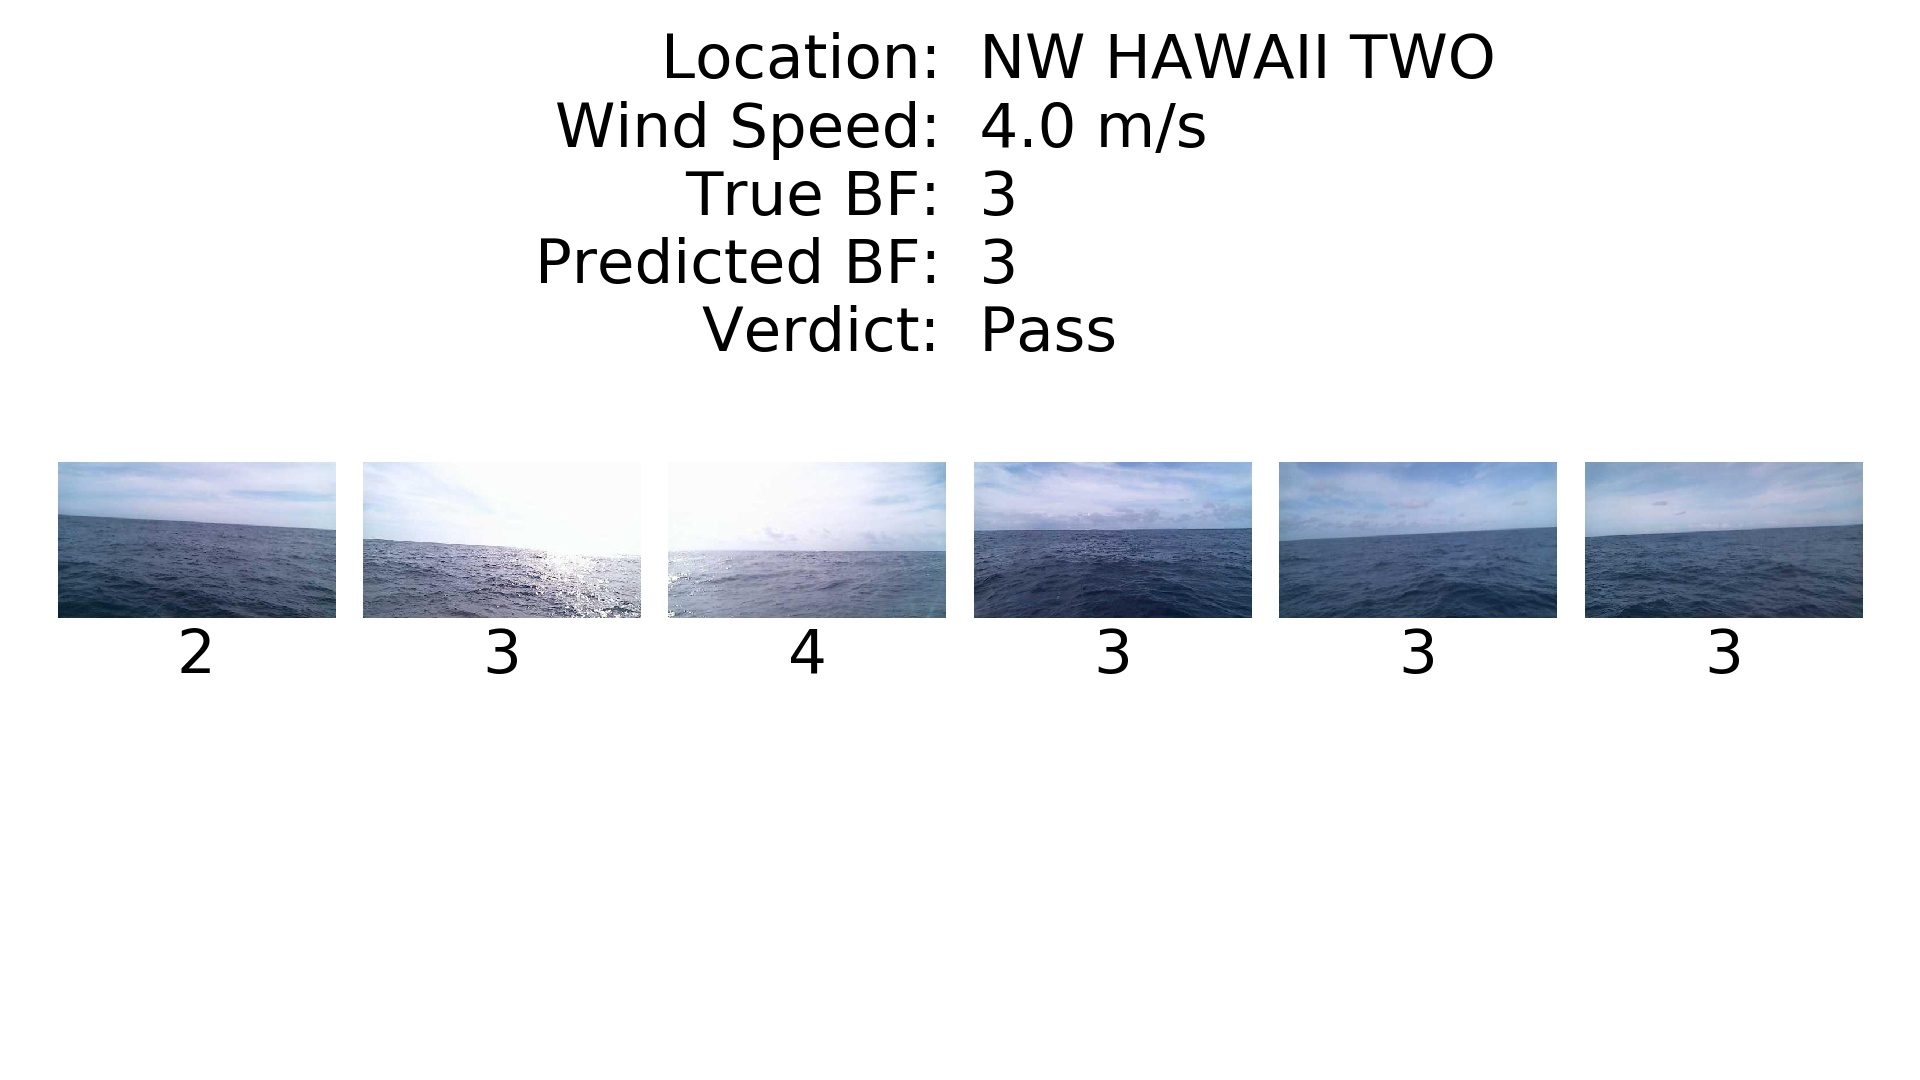 Location: NW HAWAII TWO
Wind Speed: 4.0 m/s
True BF: 3
Predicted BF: 3
Verdict: Pass
2 3 4 3 3 3